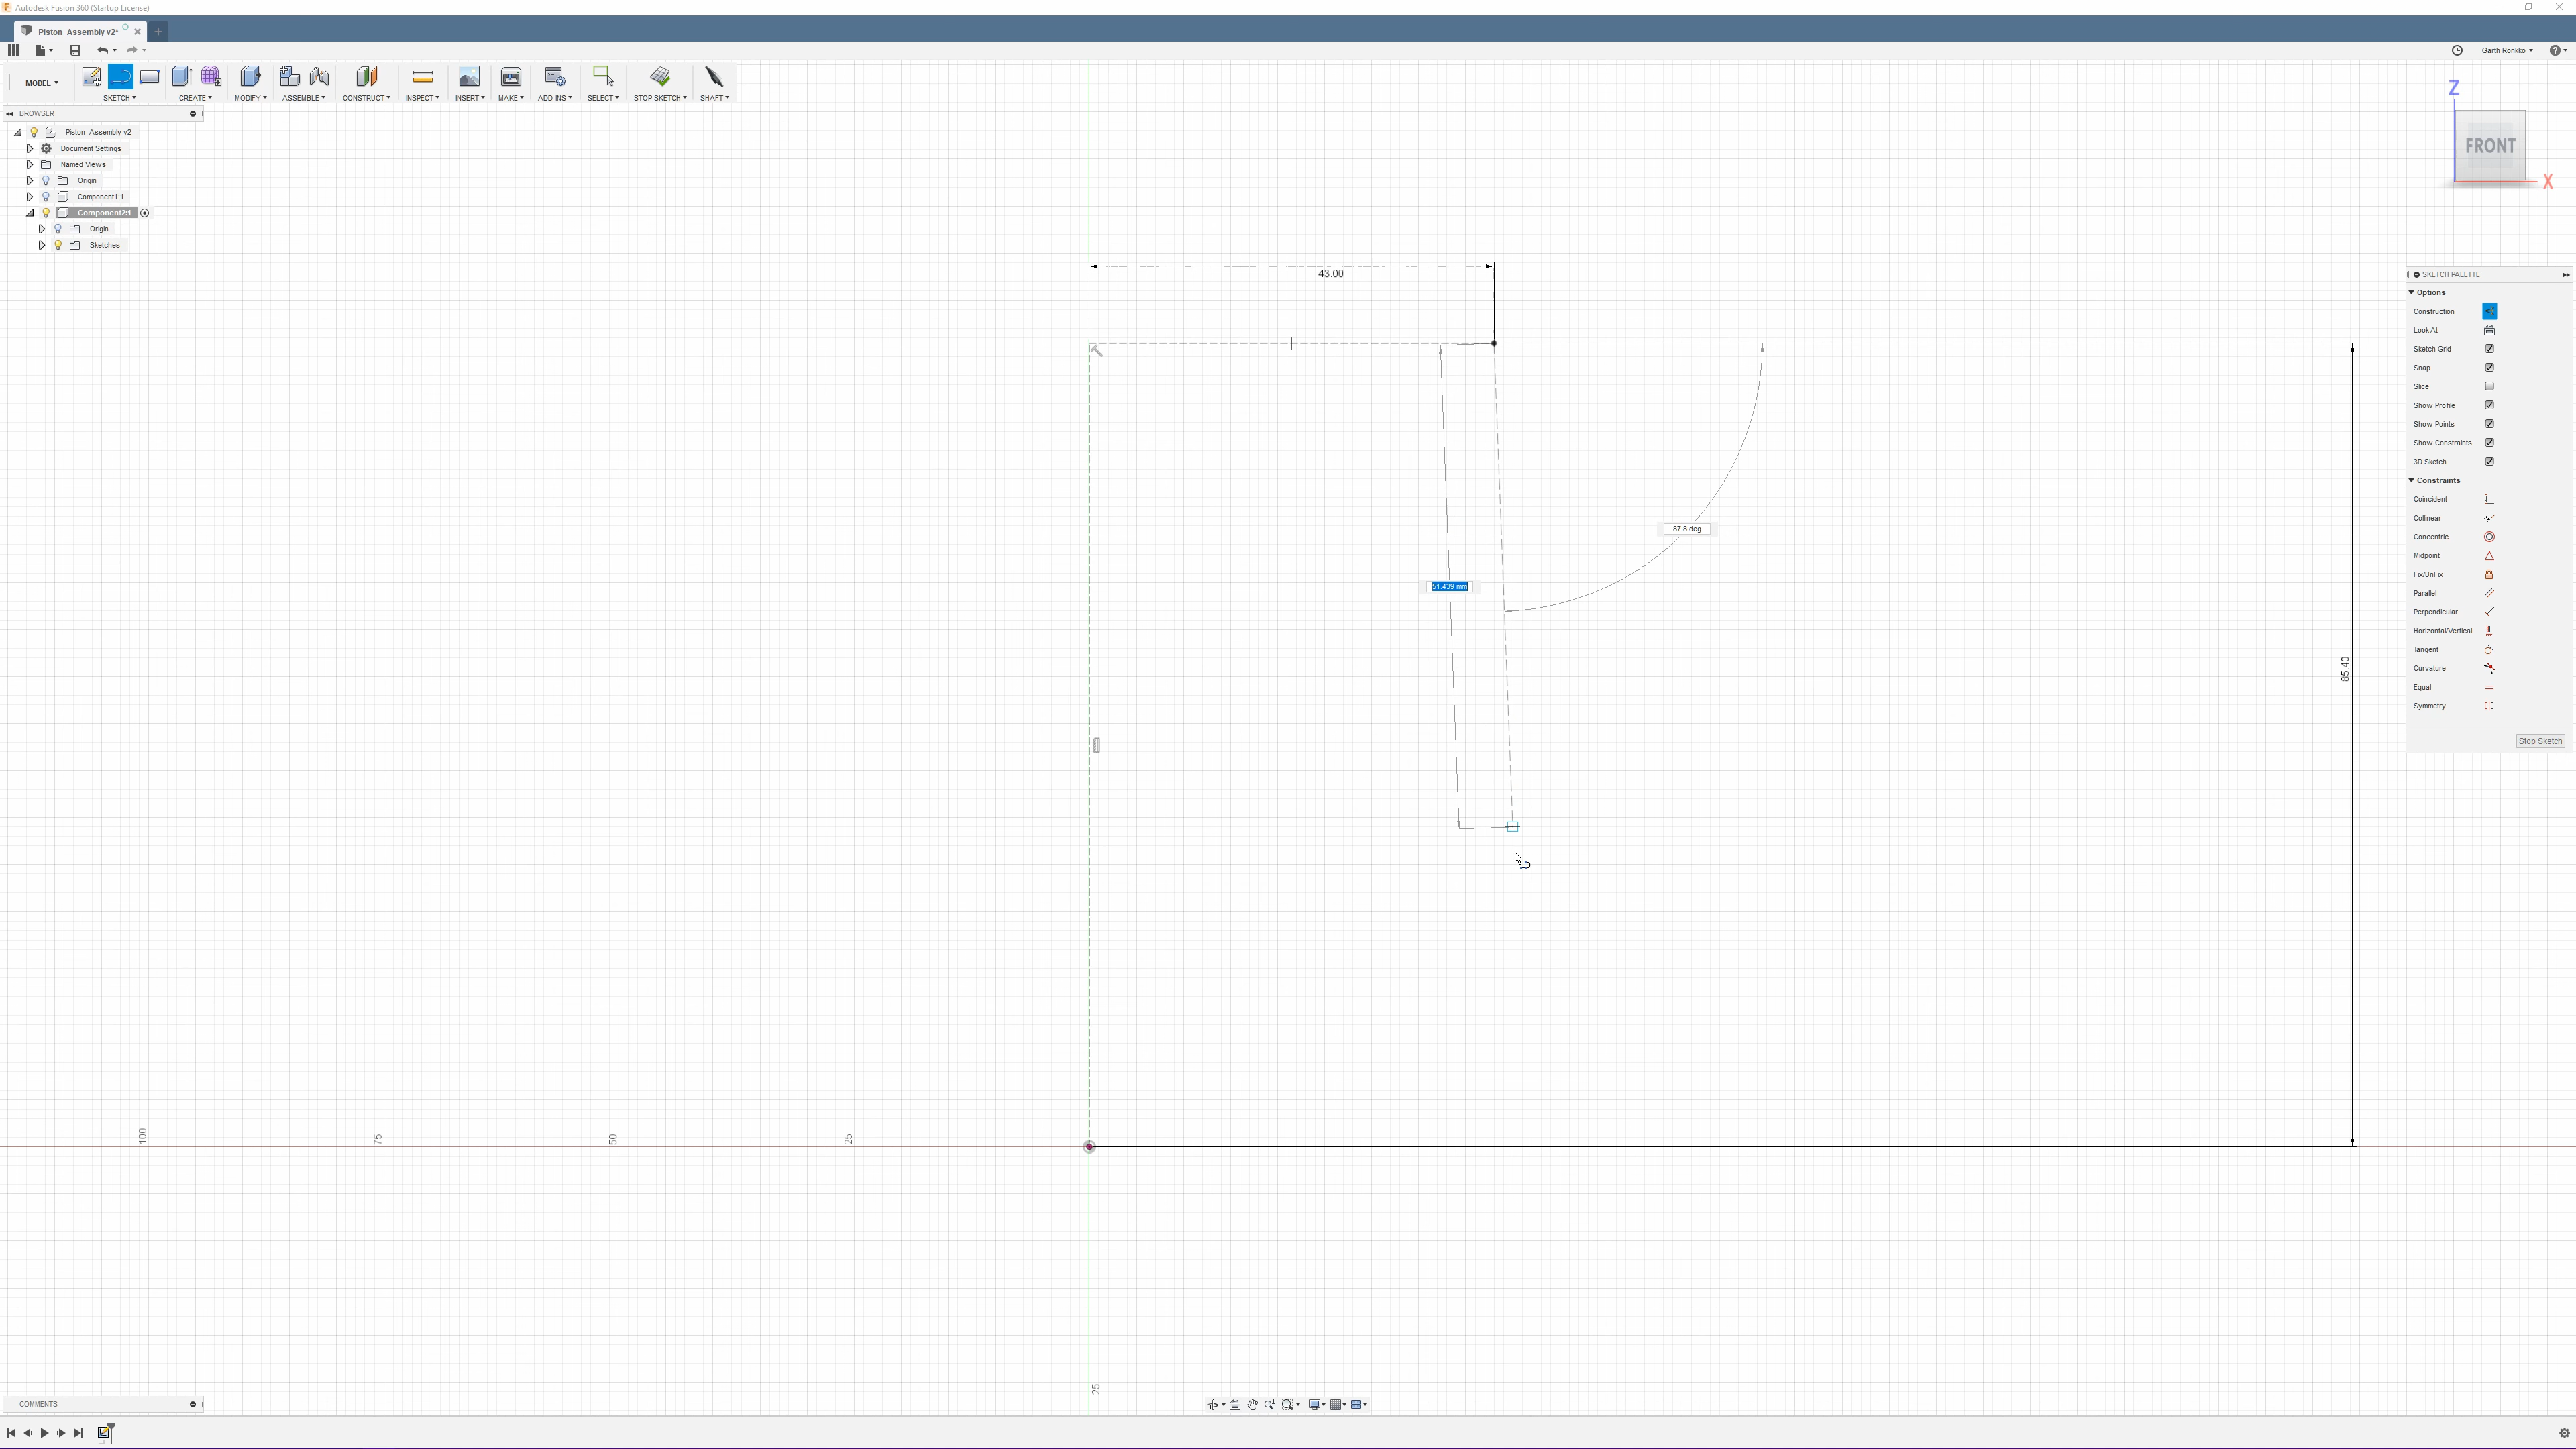 Autodesk Fusion 360 (Startup License)
Piston_Assembly v2*
Garth Ronkko
MODEL
SKETCH
CREATE
MODIFY
ASSEMBLE
CONSTRUCT
INSPECT
INSERT
MAKE
ADD-INS
SELECT
STOP SKETCH
SHAFT
BROWSER
Piston_Assembly v2
Document Settings
Named Views
Origin
Component1:1
Component2:1
Origin
Sketches
Z
FRONT
X
43.00
87.8 deg
51.439 mm
85.40
100
75
50
25
25
SKETCH PALETTE
Options
Construction
Look At
Sketch Grid
Snap
Slice
Show Profile
Show Points
Show Constraints
3D Sketch
Constraints
Coincident
Collinear
Concentric
Midpoint
Fix/UnFix
Parallel
Perpendicular
Horizontal/Vertical
Tangent
Curvature
Equal
Symmetry
Stop Sketch
COMMENTS